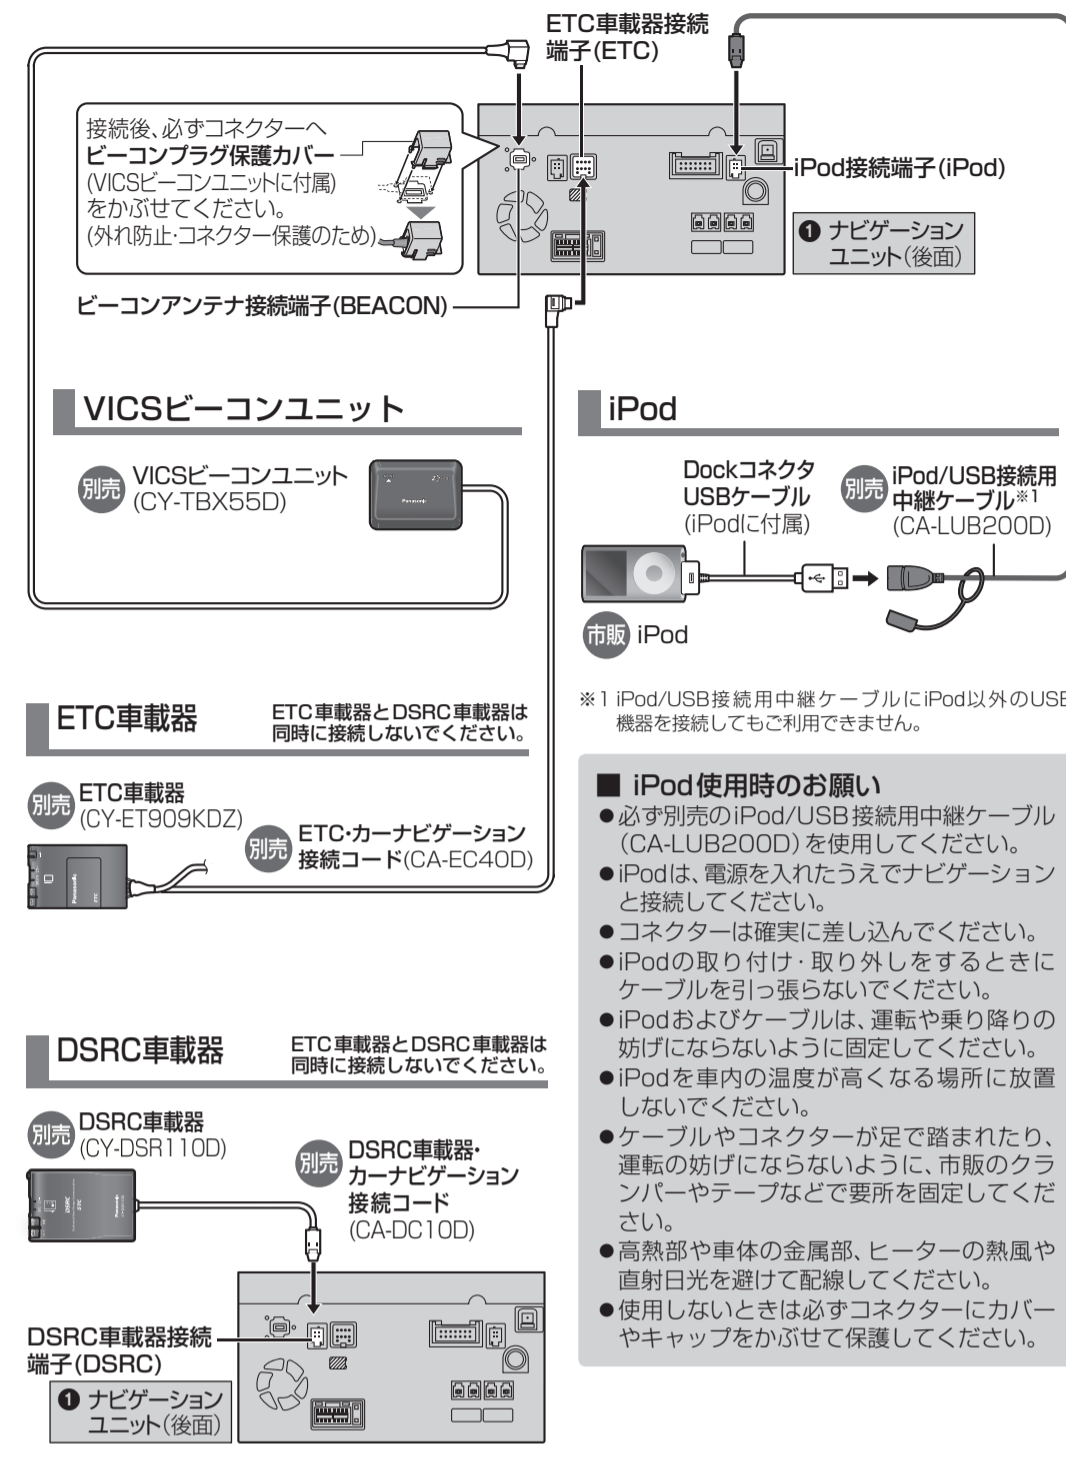 ETC車載器接続
端子(ETC)
接続後、必ずコネクターへ
ビーコンプラグ保護カバー
(VICSビーコンユニットに付属)
をかぶせてください。
(外れ防止・コネクター保護のため)
iPod接続端子(iPod)
❶ ナビゲーション
ユニット(後面)
ビーコンアンテナ接続端子(BEACON)
VICSビーコンユニット
別売 VICSビーコンユニット
(CY-TBX55D)
Panasonic
iPod
Dockコネクタ
USBケーブル
(iPodに付属)
別売 iPod/USB接続用
中継ケーブル※1
(CA-LUB200D)
市販 iPod
※1 iPod/USB接続用中継ケーブルにiPod以外のUSB
機器を接続してもご利用できません。
ETC車載器
ETC車載器とDSRC車載器は
同時に接続しないでください。
別売 ETC車載器
(CY-ET909KDZ)
別売 ETC・カーナビゲーション
接続コード(CA-EC40D)
Panasonic
ETC
DSRC車載器
ETC車載器とDSRC車載器は
同時に接続しないでください。
別売 DSRC車載器
(CY-DSR110D)
別売 DSRC車載器・
カーナビゲーション
接続コード
(CA-DC10D)
DSRC
ETC
Panasonic
DSRC車載器接続
端子(DSRC)
❶ ナビゲーション
ユニット(後面)
■ iPod使用時のお願い
●必ず別売のiPod/USB接続用中継ケーブル
(CA-LUB200D)を使用してください。
●iPodは、電源を入れたうえでナビゲーション
と接続してください。
●コネクターは確実に差し込んでください。
●iPodの取り付け・取り外しをするときに
ケーブルを引っ張らないでください。
●iPodおよびケーブルは、運転や乗り降りの
妨げにならないように固定してください。
●iPodを車内の温度が高くなる場所に放置
しないでください。
●ケーブルやコネクターが足で踏まれたり、
運転の妨げにならないように、市販のクラ
ンパーやテープなどで要所を固定してくだ
さい。
●高熱部や車体の金属部、ヒーターの熱風や
直射日光を避けて配線してください。
●使用しないときは必ずコネクターにカバー
やキャップをかぶせて保護してください。